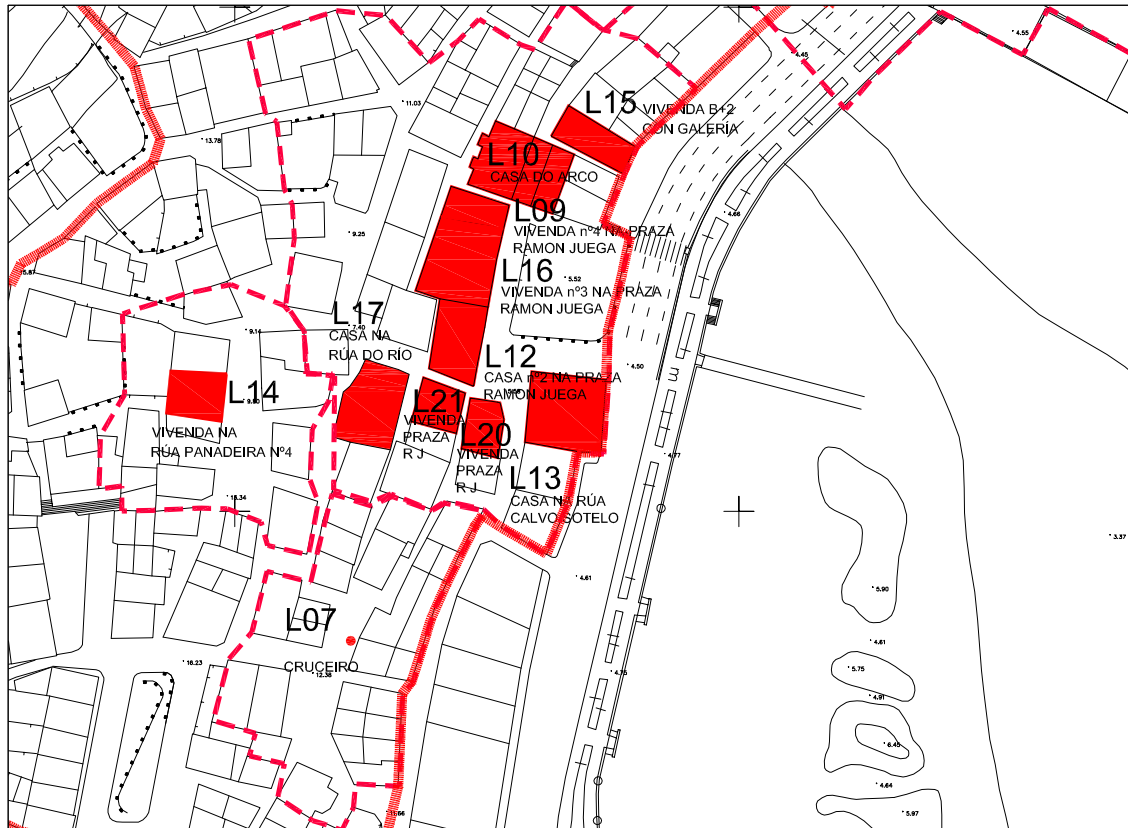 4.55
4.45
11.03
L15
VIVENDA B+2
CON GALERÍA
13.78
L10
CASA DO ARCO
L09
VIVENDA nº4 NA PRAZA
RAMON JUEGA
4.66
9.25
L16
VIVENDA nº3 NA PRAZA
RAMON JUEGA
5.52
L17
7.40
CASA NA
RÚA DO RÍO
9.14
L12
CASA nº2 NA PRAZA
RAMON JUEGA
4.50
L14
VIVENDA NA
RÚA PANADEIRA Nº4
L21
VIVENDA
PRAZA
R J
L20
VIVENDA
PRAZA
R J
L13
CASA NA RÚA
CALVO SOTELO
4.77
3.37
4.61
5.90
L07
CRUCEIRO
12.38
16.23
4.61
5.75
4.75
4.91
6.45
4.64
5.97